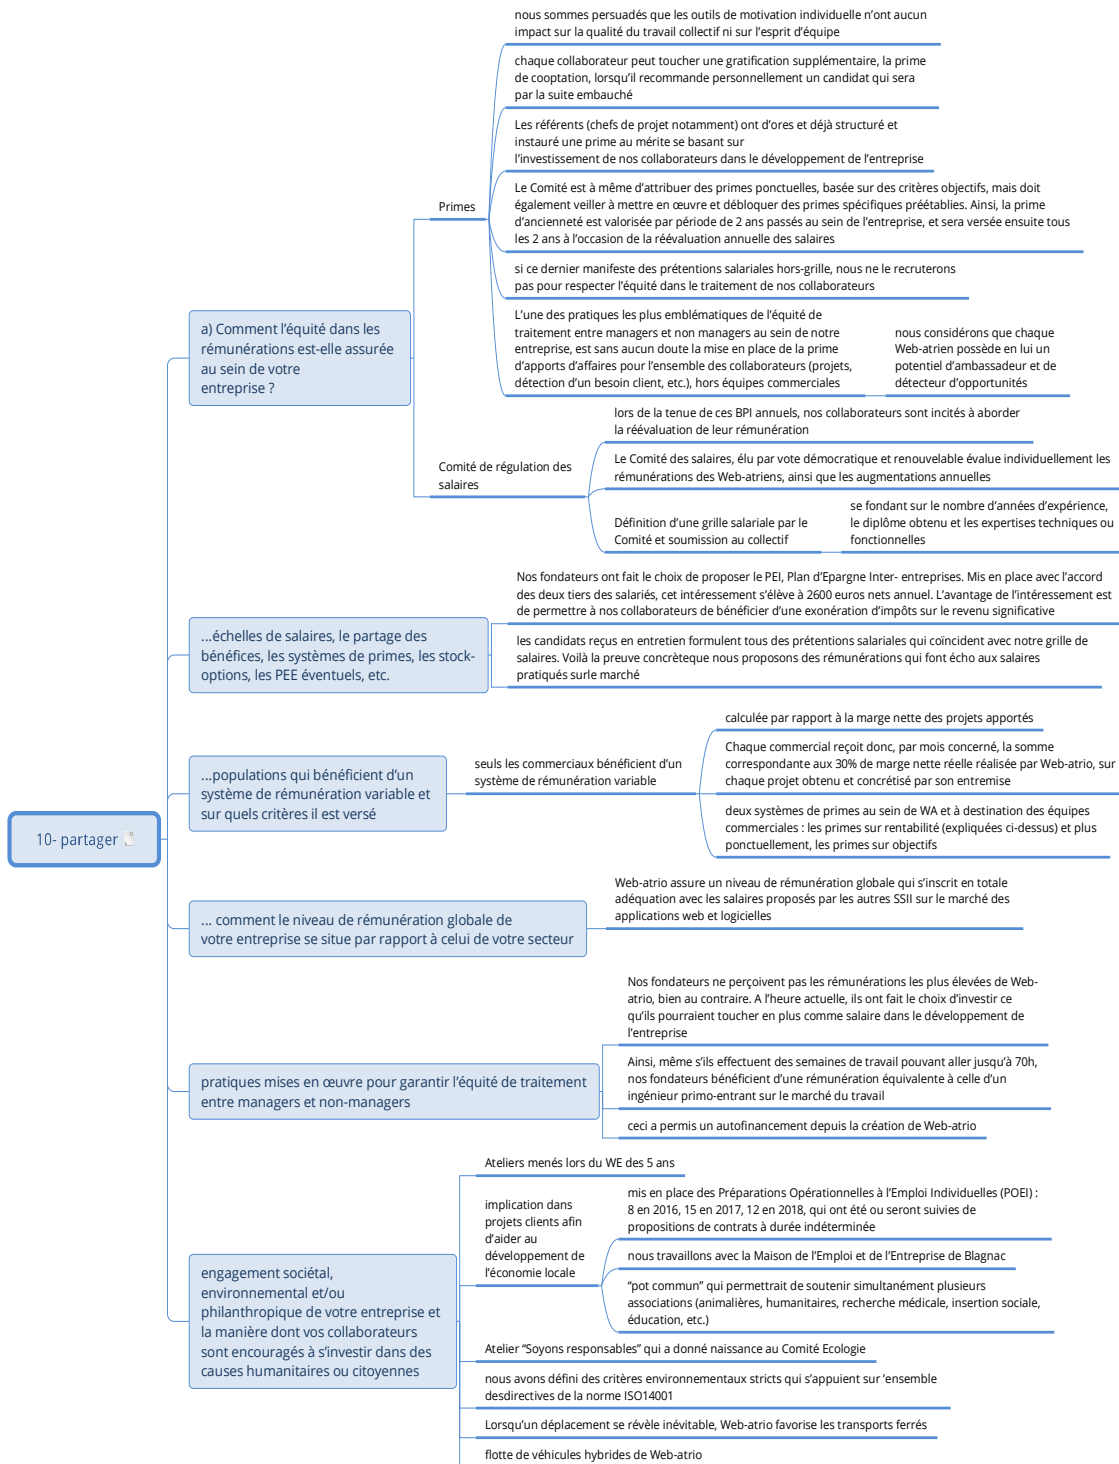 10- partager
a) Comment l’équité dans les
rémunérations est-elle assurée
au sein de votre
entreprise ?
Primes
nous sommes persuadés que les outils de motivation individuelle n’ont aucun
impact sur la qualité du travail collectif ni sur l’esprit d’équipe
chaque collaborateur peut toucher une gratification supplémentaire, la prime
de cooptation, lorsqu’il recommande personnellement un candidat qui sera
par la suite embauché
Les référents (chefs de projet notamment) ont d’ores et déjà structuré et
instauré une prime au mérite se basant sur
l’investissement de nos collaborateurs dans le développement de l’entreprise
Le Comité est à même d’attribuer des primes ponctuelles, basée sur des critères objectifs, mais doit
également veiller à mettre en œuvre et débloquer des primes spécifiques préétablies. Ainsi, la prime
d’ancienneté est valorisée par période de 2 ans passés au sein de l’entreprise, et sera versée ensuite tous
les 2 ans à l’occasion de la réévaluation annuelle des salaires
si ce dernier manifeste des prétentions salariales hors-grille, nous ne le recruterons
pas pour respecter l’équité dans le traitement de nos collaborateurs
L’une des pratiques les plus emblématiques de l’équité de
traitement entre managers et non managers au sein de notre
entreprise, est sans aucun doute la mise en place de la prime
d’apports d’affaires pour l’ensemble des collaborateurs (projets,
détection d’un besoin client, etc.), hors équipes commerciales
nous considérons que chaque
Web-atrien possède en lui un
potentiel d’ambassadeur et de
détecteur d’opportunités
Comité de régulation des
salaires
lors de la tenue de ces BPI annuels, nos collaborateurs sont incités à aborder
la réévaluation de leur rémunération
Le Comité des salaires, élu par vote démocratique et renouvelable évalue individuellement les
rémunérations des Web-atriens, ainsi que les augmentations annuelles
Définition d’une grille salariale par le
Comité et soumission au collectif
se fondant sur le nombre d’années d’expérience,
le diplôme obtenu et les expertises techniques ou
fonctionnelles
...échelles de salaires, le partage des
bénéfices, les systèmes de primes, les stock-
options, les PEE éventuels, etc.
Nos fondateurs ont fait le choix de proposer le PEI, Plan d’Epargne Inter- entreprises. Mis en place avec l’accord
des deux tiers des salariés, cet intéressement s’élève à 2600 euros nets annuel. L’avantage de l’intéressement est
de permettre à nos collaborateurs de bénéficier d’une exonération d’impôts sur le revenu significative
les candidats reçus en entretien formulent tous des prétentions salariales qui coïncident avec notre grille de
salaires. Voilà la preuve concrèteque nous proposons des rémunérations qui font écho aux salaires
pratiqués surle marché
...populations qui bénéficient d’un
système de rémunération variable et
sur quels critères il est versé
seuls les commerciaux bénéficient d’un
système de rémunération variable
calculée par rapport à la marge nette des projets apportés
Chaque commercial reçoit donc, par mois concerné, la somme
correspondante aux 30% de marge nette réelle réalisée par Web-atrio, sur
chaque projet obtenu et concrétisé par son entremise
deux systèmes de primes au sein de WA et à destination des équipes
commerciales : les primes sur rentabilité (expliquées ci-dessus) et plus
ponctuellement, les primes sur objectifs
... comment le niveau de rémunération globale de
votre entreprise se situe par rapport à celui de votre secteur
Web-atrio assure un niveau de rémunération globale qui s’inscrit en totale
adéquation avec les salaires proposés par les autres SSII sur le marché des
applications web et logicielles
pratiques mises en œuvre pour garantir l’équité de traitement
entre managers et non-managers
Nos fondateurs ne perçoivent pas les rémunérations les plus élevées de Web-
atrio, bien au contraire. A l’heure actuelle, ils ont fait le choix d’investir ce
qu’ils pourraient toucher en plus comme salaire dans le développement de
l’entreprise
Ainsi, même s’ils effectuent des semaines de travail pouvant aller jusqu’à 70h,
nos fondateurs bénéficient d’une rémunération équivalente à celle d’un
ingénieur primo-entrant sur le marché du travail
ceci a permis un autofinancement depuis la création de Web-atrio
engagement sociétal,
environnemental et/ou
philanthropique de votre entreprise et
la manière dont vos collaborateurs
sont encouragés à s’investir dans des
causes humanitaires ou citoyennes
Ateliers menés lors du WE des 5 ans
implication dans
projets clients afin
d’aider au
développement de
l’économie locale
mis en place des Préparations Opérationnelles à l’Emploi Individuelles (POEI) :
8 en 2016, 15 en 2017, 12 en 2018, qui ont été ou seront suivies de
propositions de contrats à durée indéterminée
nous travaillons avec la Maison de l’Emploi et de l’Entreprise de Blagnac
“pot commun” qui permettrait de soutenir simultanément plusieurs
associations (animalières, humanitaires, recherche médicale, insertion sociale,
éducation, etc.)
Atelier “Soyons responsables” qui a donné naissance au Comité Ecologie
nous avons défini des critères environnementaux stricts qui s’appuient sur ’ensemble
desdirectives de la norme ISO14001
Lorsqu’un déplacement se révèle inévitable, Web-atrio favorise les transports ferrés
flotte de véhicules hybrides de Web-atrio